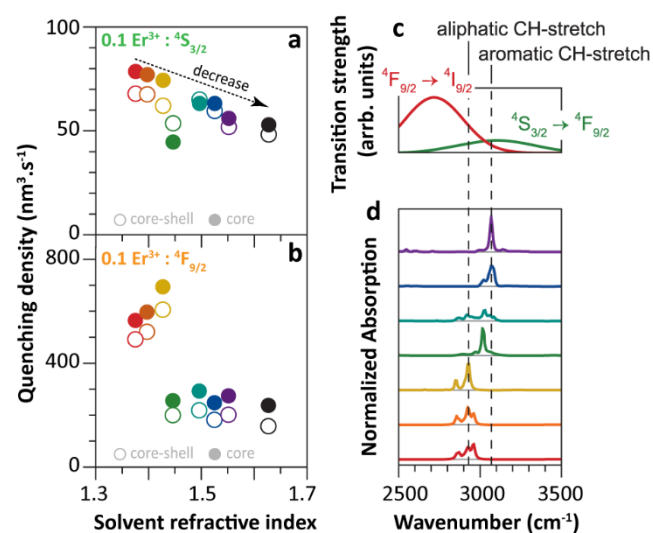 Quenching density (nm³.s⁻¹)
100
50
0
0.1 Er³⁺ : ⁴S₃/₂
a
decrease
core-shell
core
800
400
0
0.1 Er³⁺ : ⁴F₉/₂
b
core-shell
core
1.3
1.5
1.7
Solvent refractive index
c
aliphatic CH-stretch
aromatic CH-stretch
Transition strength
(arrb. units)
⁴F₉/₂ → ⁴I₉/₂
⁴S₃/₂ → ⁴F₉/₂
d
Normalized Absorption
2500
3000
3500
Wavenumber (cm⁻¹)